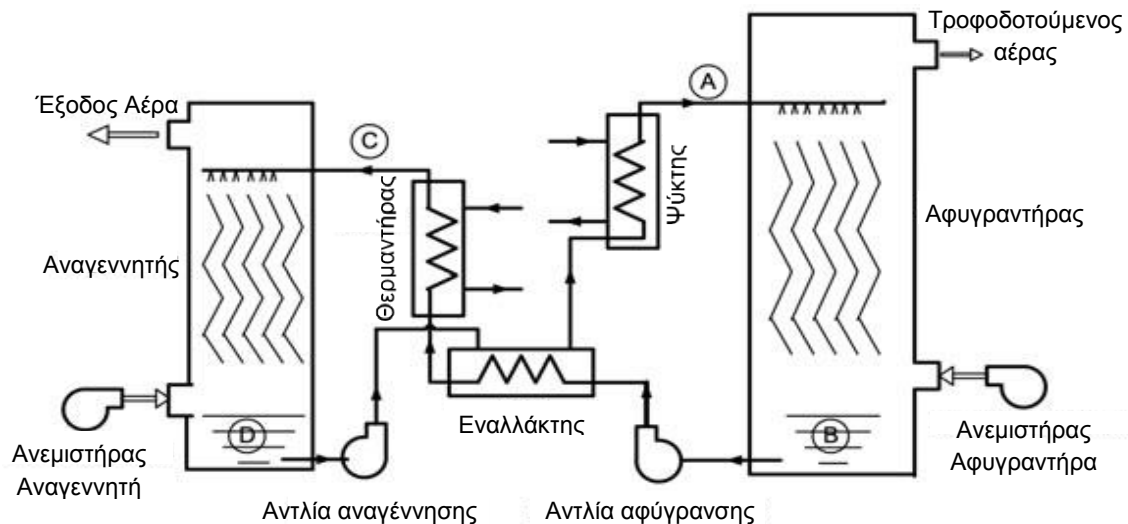 Τροφοδοτούμενος
αέρας
Έξοδος Αέρα
A
C
Θερμαντήρας
Ψύκτης
Αφυγραντήρας
Αναγεννητής
Εναλλάκτης
D
B
Ανεμιστήρας
Αναγεννητή
Ανεμιστήρας
Αφυγραντήρα
Αντλία αναγέννησης
Αντλία αφύγρανσης